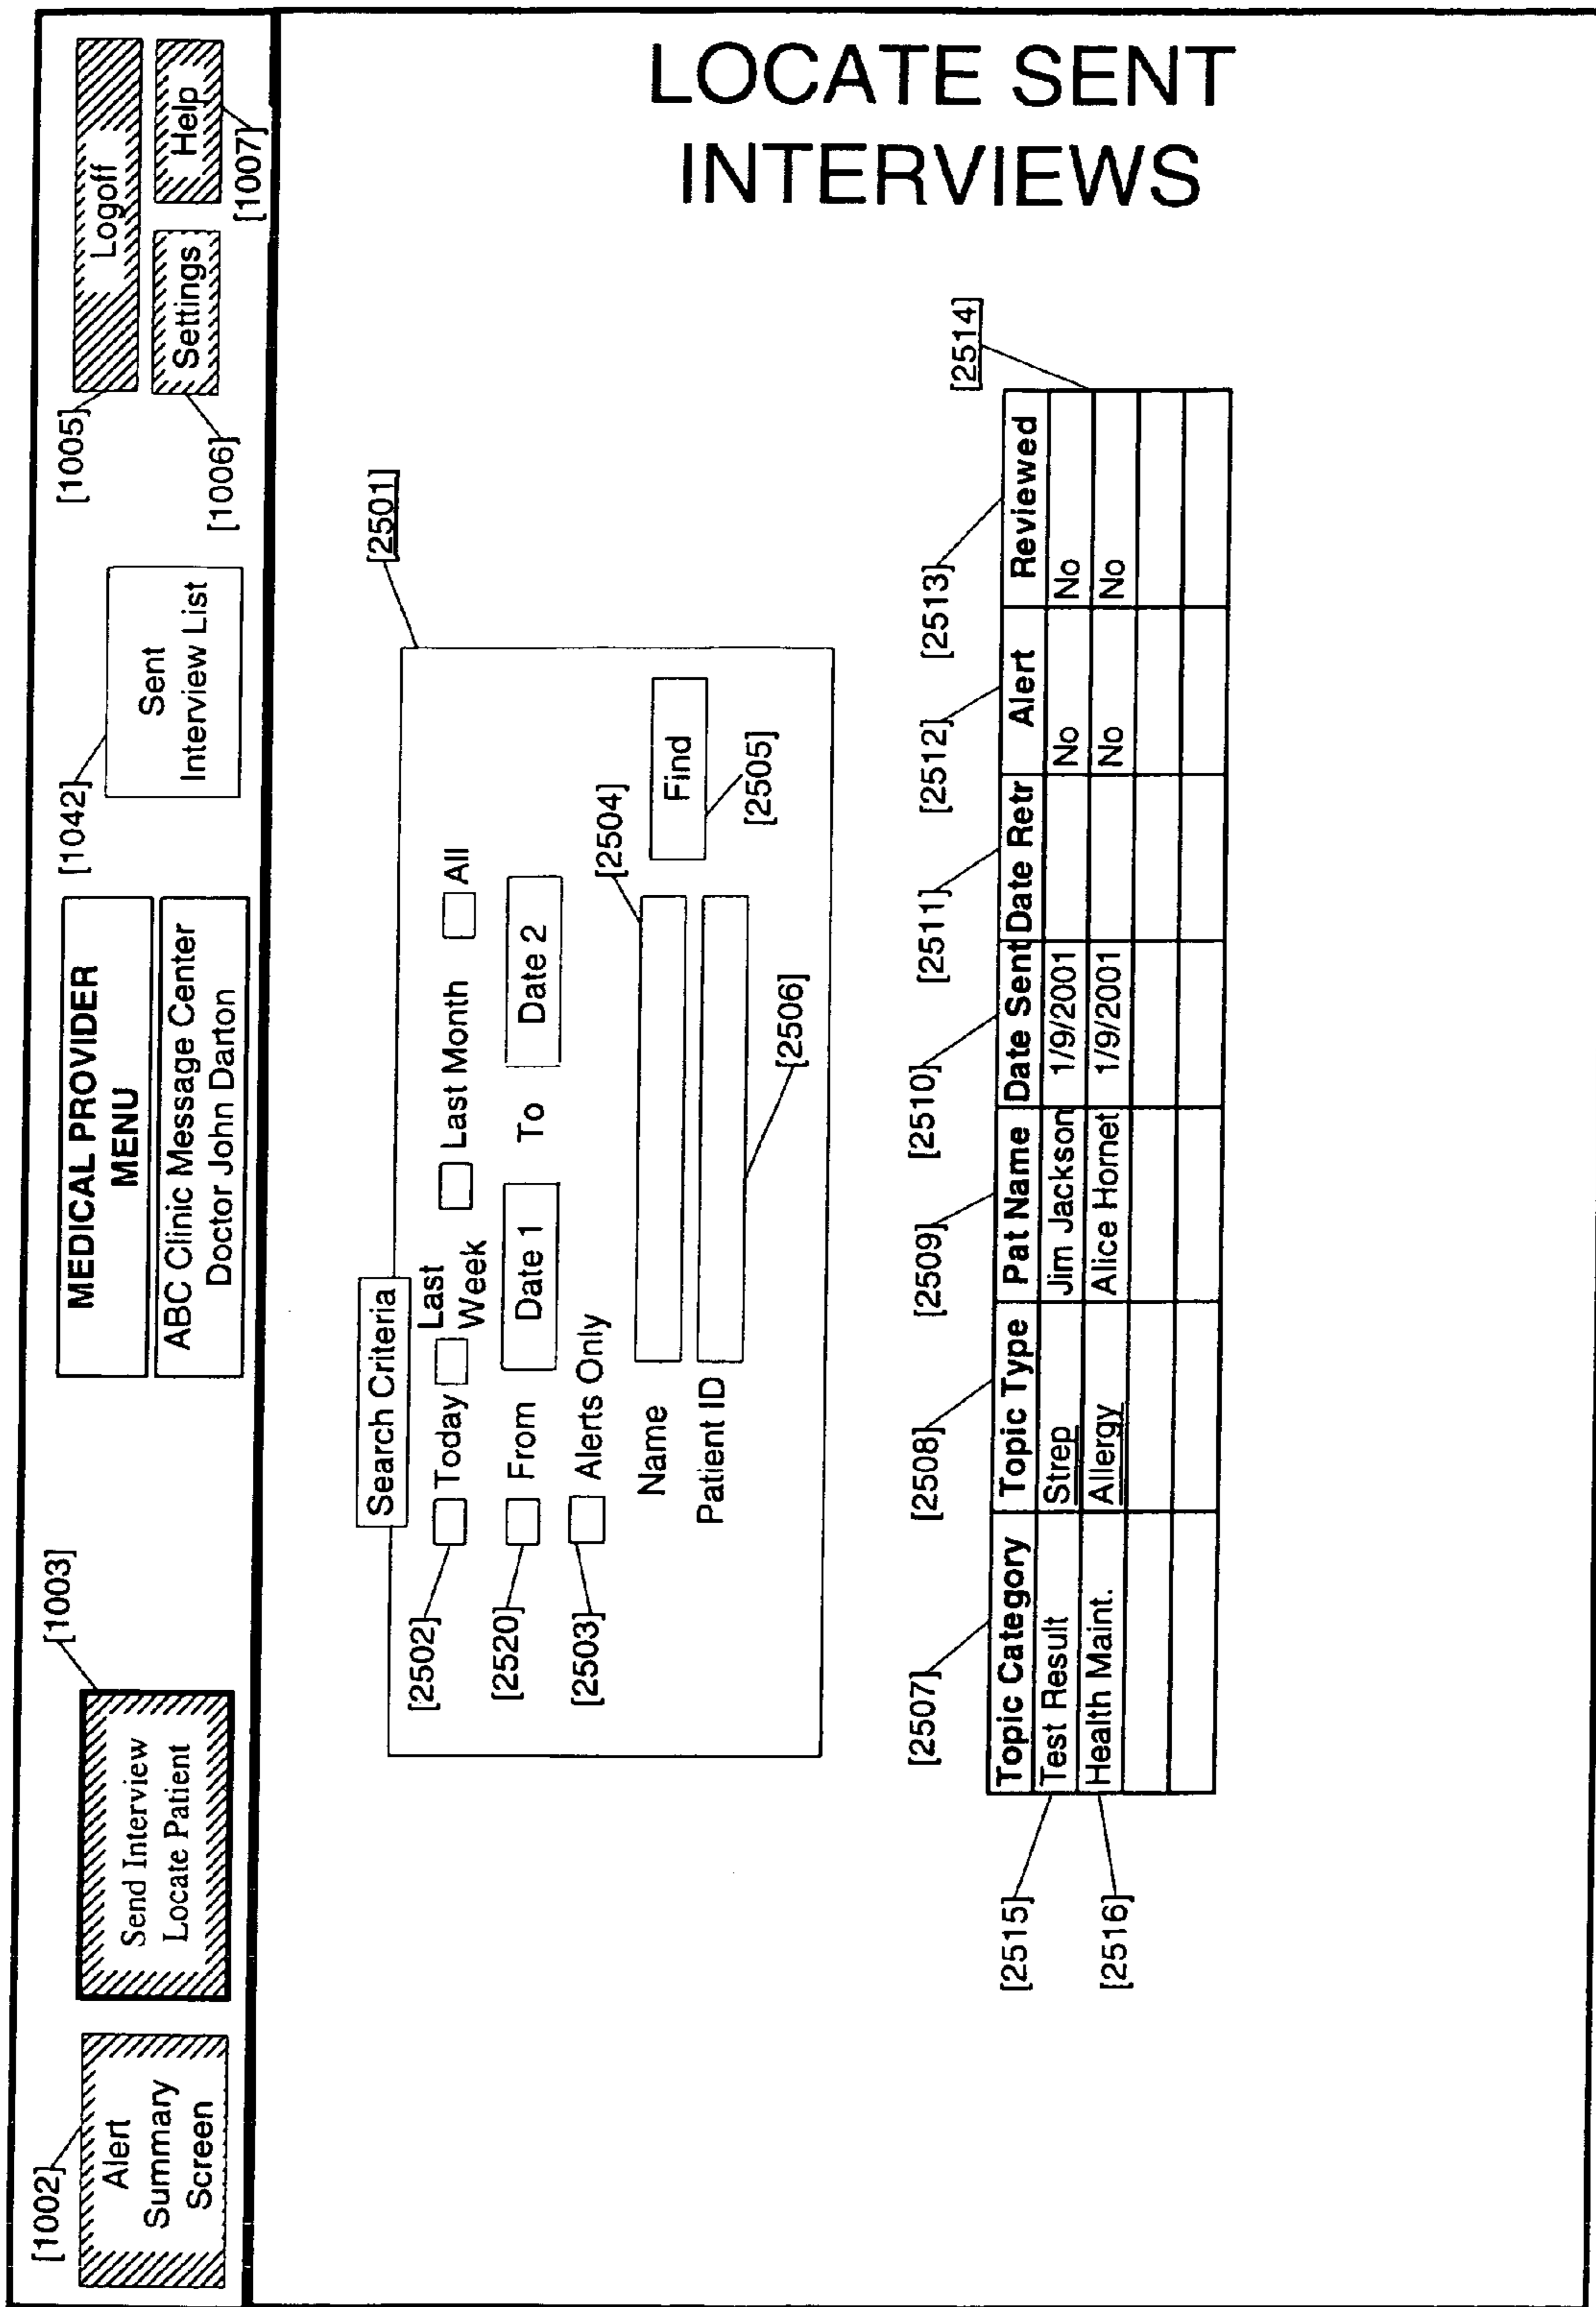 LOCATE SENT
INTERVIEWS
[1002]
Alert
Summary
Screen
[1003]
Send Interview
Locate Patient
MEDICAL PROVIDER
MENU
ABC Clinic Message Center
Doctor John Darton
[1042]
Sent
Interview List
[1005]
Logoff
[1006]
Settings
Help
[1007]
[2501]
Search Criteria
[2502]
Today
Last
Week
Last Month
All
[2520]
From
Date 1
To
Date 2
[2503]
Alerts Only
[2504]
Name
Find
[2505]
Patient ID
[2506]
[2507] [2508] [2509] [2510] [2511] [2512] [2513] [2514]
Topic Category Topic Type Pat Name Date Sent Date Retr Alert Reviewed
[2515] Test Result Strep Jim Jackson 1/9/2001 No No
[2516] Health Maint. Allergy Alice Hornet 1/9/2001 No No